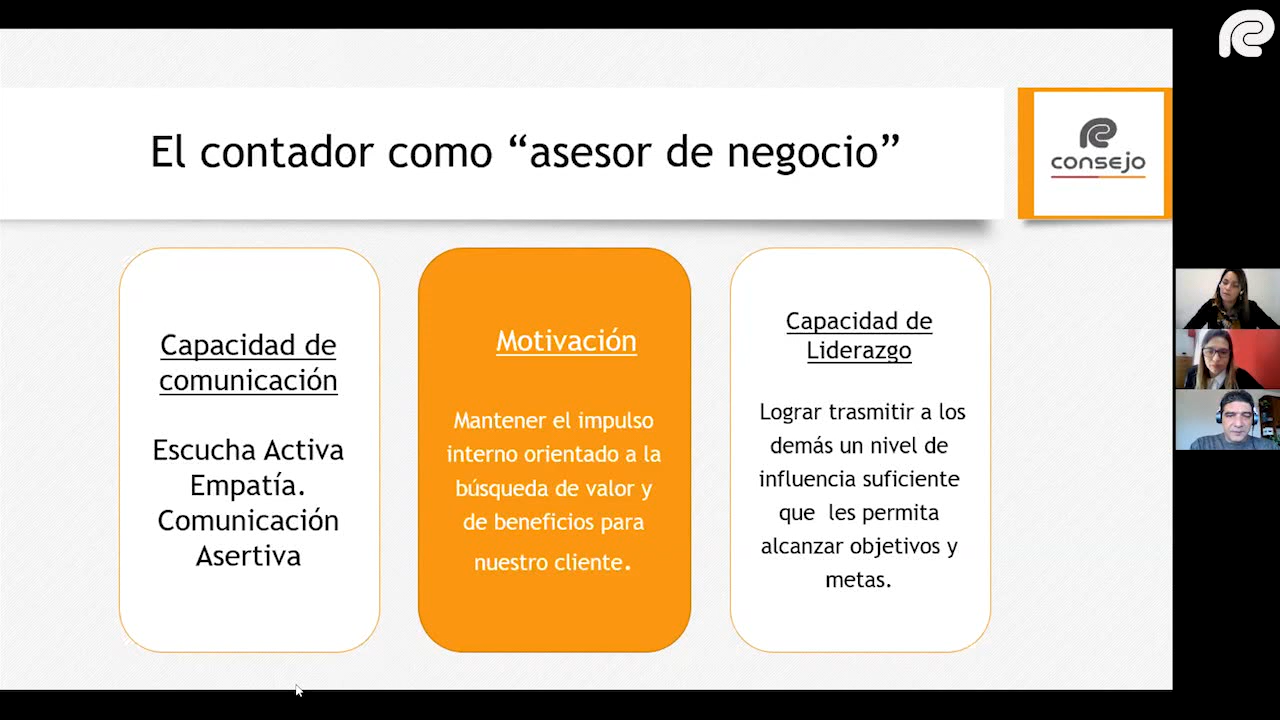 El contador como “asesor de negocio”
consejo
Capacidad de
comunicación
Escucha Activa
Empatía.
Comunicación
Asertiva
Motivación
Mantener el impulso
interno orientado a la
búsqueda de valor y
de beneficios para
nuestro cliente.
Capacidad de
Liderazgo
Lograr trasmitir a los
demás un nivel de
influencia suficiente
que  les permita
alcanzar objetivos y
metas.